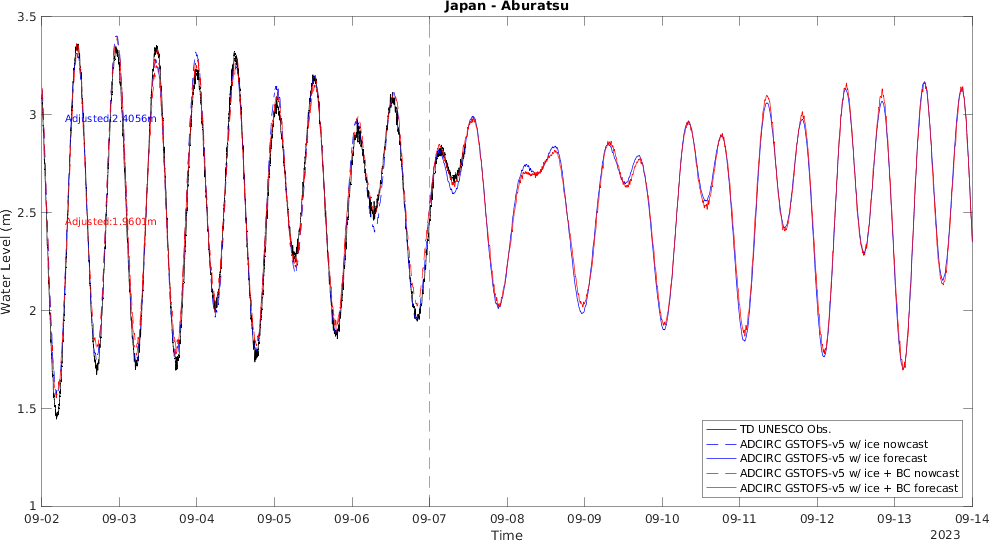 Japan - Aburatsu
3.5
3
2.5
2
1.5
1
Water Level (m)
Adjusted:2.4056m
Adjusted:1.9601m
TD UNESCO Obs.
ADCIRC GSTOFS-v5 w/ ice nowcast
ADCIRC GSTOFS-v5 w/ ice forecast
ADCIRC GSTOFS-v5 w/ ice + BC nowcast
ADCIRC GSTOFS-v5 w/ ice + BC forecast
09-02 09-03 09-04 09-05 09-06 09-07 09-08 09-09 09-10 09-11 09-12 09-13 09-14
Time
2023